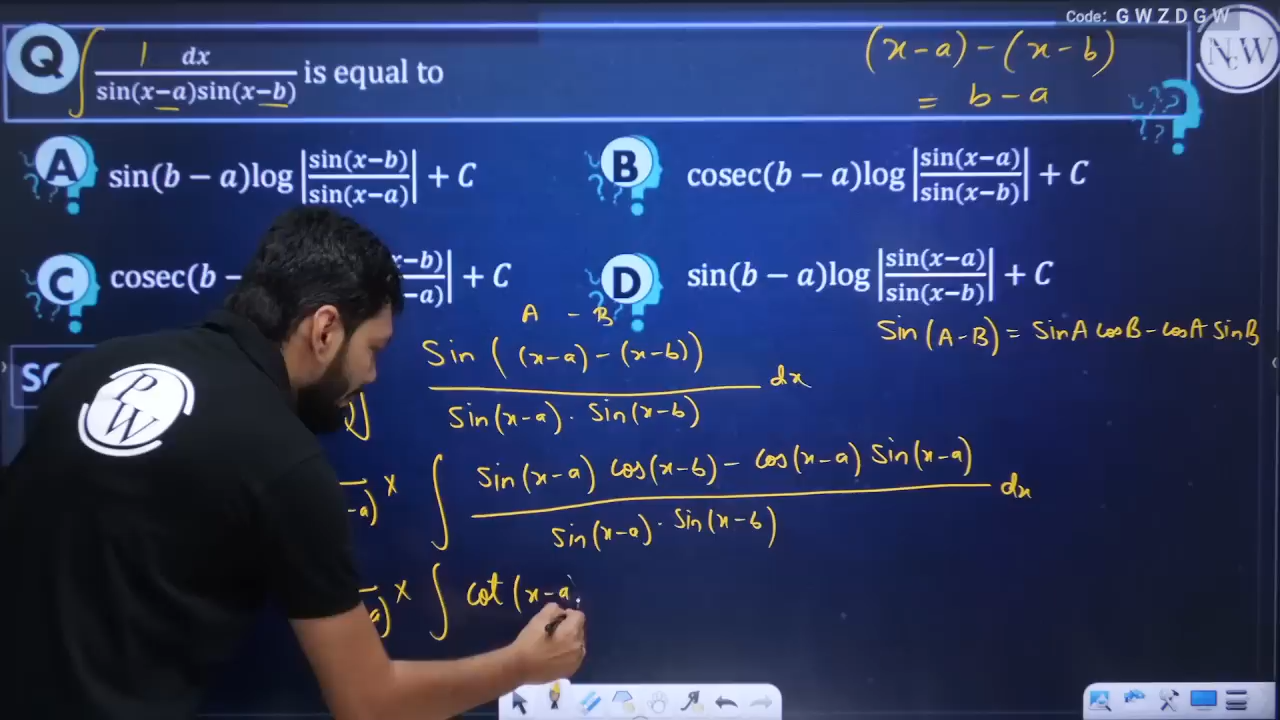 Code: G W Z D G W
Q ∫ 1 dx / sin(x−a)sin(x−b) is equal to
(x-a) - (x-b)
= b-a
NcW
A sin(b − a)log |sin(x−b)/sin(x−a)| + C
B cosec(b − a)log |sin(x−a)/sin(x−b)| + C
C cosec(b − −b)| −a)| + C
D sin(b − a)log |sin(x−a)/sin(x−b)| + C
A - B
Sin (A-B) = SinA cosB - cosA SinB
∫ Sin ((x-a) - (x-b)) / Sin(x-a) . Sin(x-b) dx
-a) × ∫ Sin(x-a) cos(x-b) - cos(x-a) Sin(x-a) / Sin(x-a) . Sin(x-b) dx
a) × ∫ cot (x-a)
PW